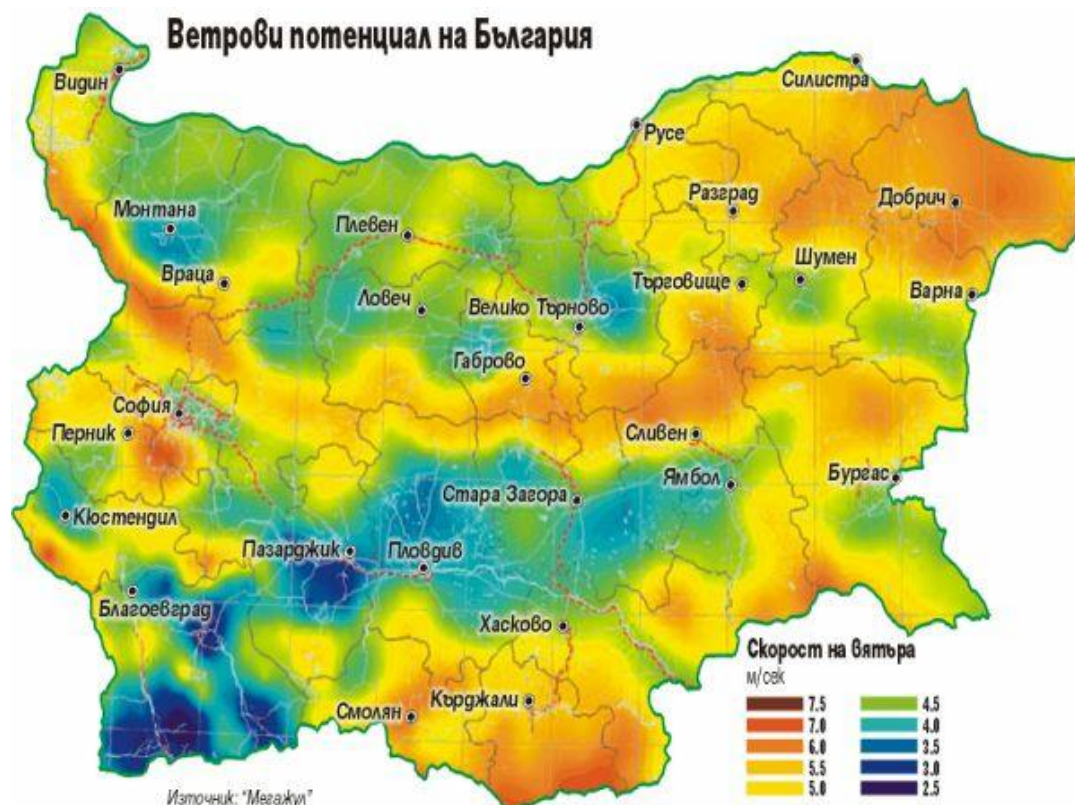 Ветрови потенциал на България
Видин
Силистра
Русе
Разград
Добрич
Монтана
Плевен
Враца
Шумен
Търговище
Варна
Ловеч
Велико Търново
Габрово
София
Перник
Сливен
Бургас
Ямбол
Стара Загора
Кюстендил
Пазарджик
Пловдив
Благоевград
Хасково
Кърджали
Смолян
Скорост на вятъра
м/сек
7.5 4.5
7.0 4.0
6.0 3.5
5.5 3.0
5.0 2.5
Източник: "Мегажул"